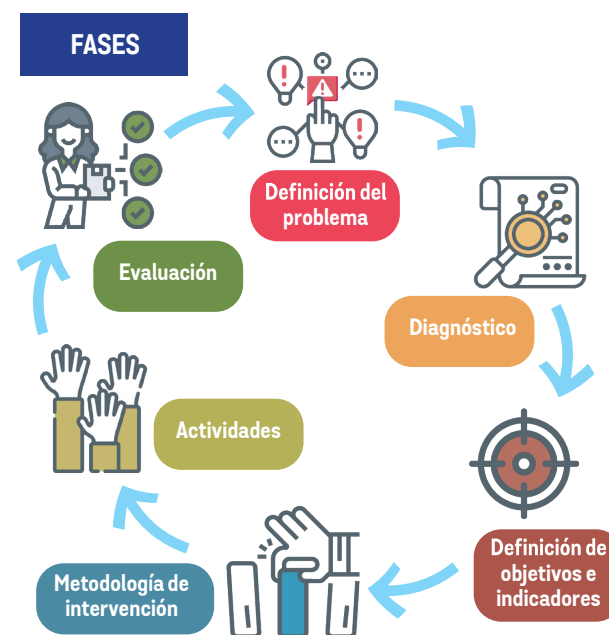 FASES
Definición del
problema
Diagnóstico
Definición de
objetivos e
indicadores
Metodología de
intervención
Actividades
Evaluación